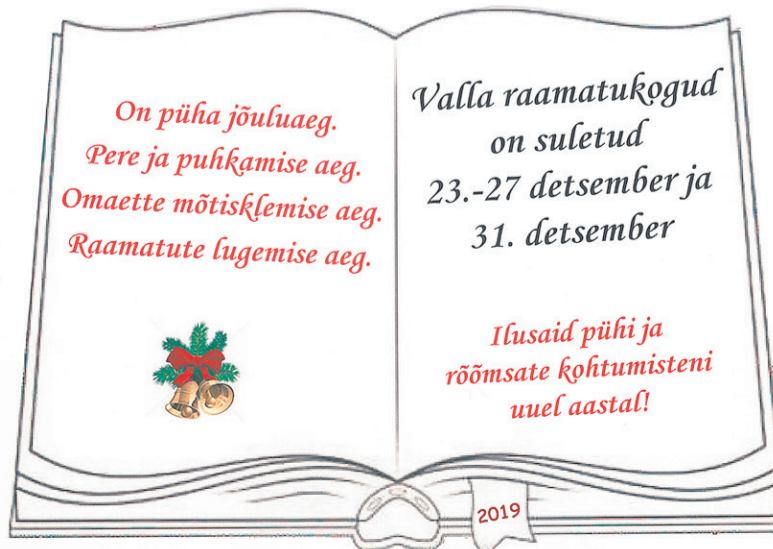 On püha jõuluaeg.
Pere ja puhkamise aeg.
Omaette mõtisklemise aeg.
Raamatute lugemise aeg.
Valla raamatukogud
on suletud
23.-27 detsember ja
31. detsember
Ilusaid pühi ja
rõõmsate kohtumisteni
uuel aastal!
2019